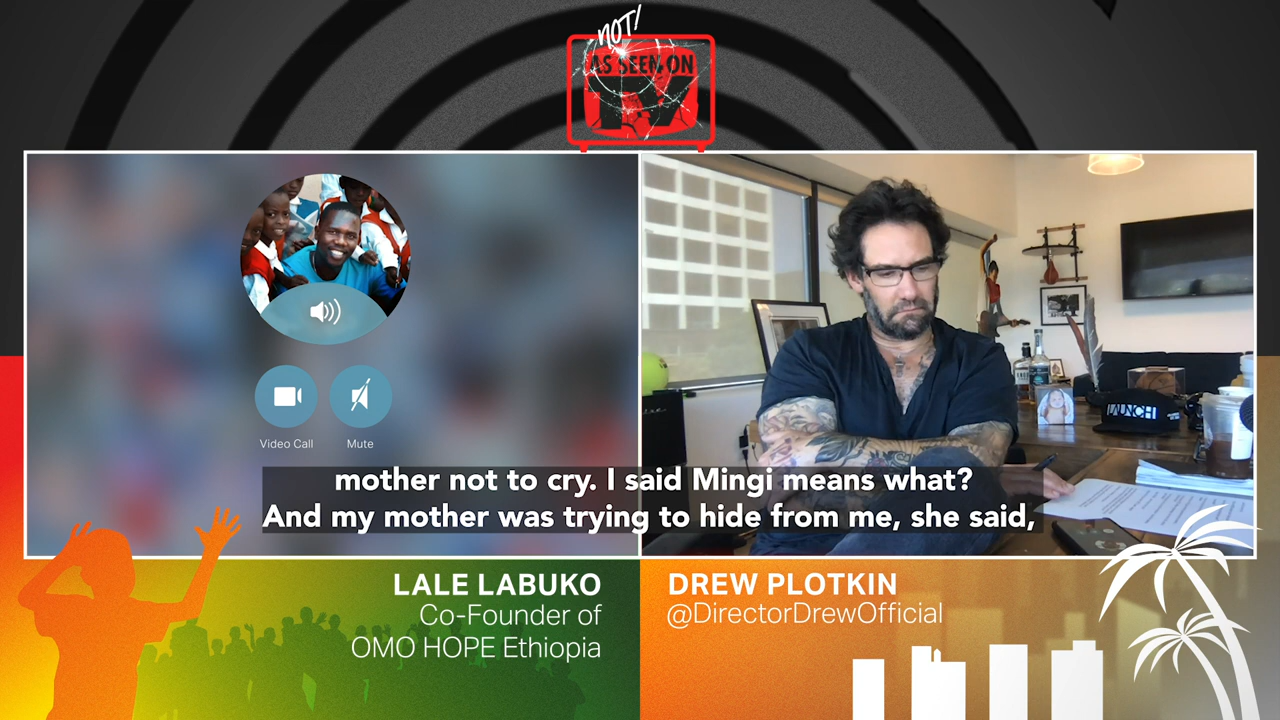 NOT!
AS SEEN ON
TV
Video Call
Mute
LAUNCH
mother not to cry. I said Mingi means what?
And my mother was trying to hide from me, she said,
LALE LABUKO
Co-Founder of
OMO HOPE Ethiopia
DREW PLOTKIN
@DirectorDrewOfficial